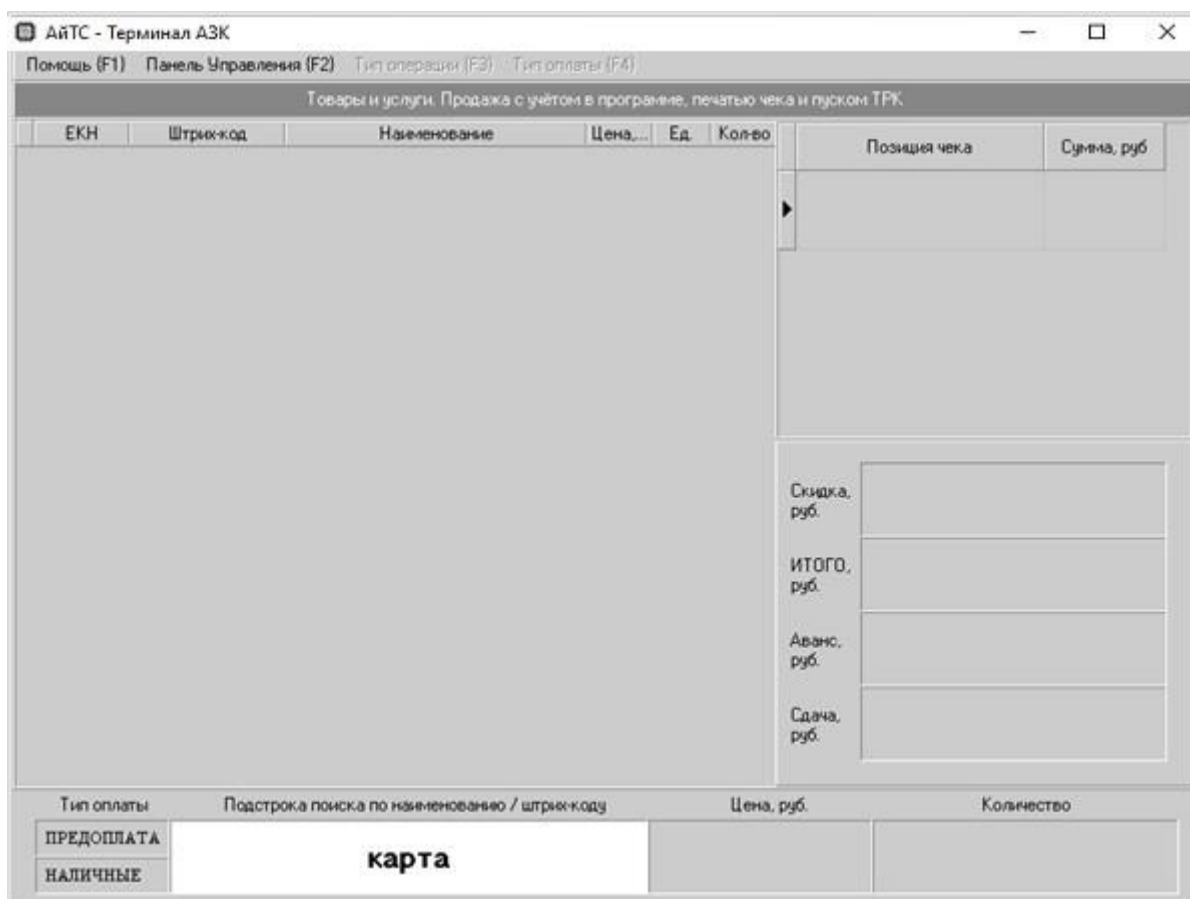 АйТС - Терминал АЗК
Помощь (F1) Панель Управления (F2) Тип операции (F3) Тип оплаты (F4)
Товары и услуги. Продажа с учётом в программе, печатью чека и пуском ТРК
ЕКН Штрих-код Наименование Цена,... Ед. Кол-во
Позиция чека Сумма, руб
Скидка,
руб.
ИТОГО,
руб.
Аванс,
руб.
Сдача,
руб.
Тип оплаты Подстрока поиска по наименованию / штрих-коду Цена, руб. Количество
ПРЕДОПЛАТА
НАЛИЧНЫЕ
карта